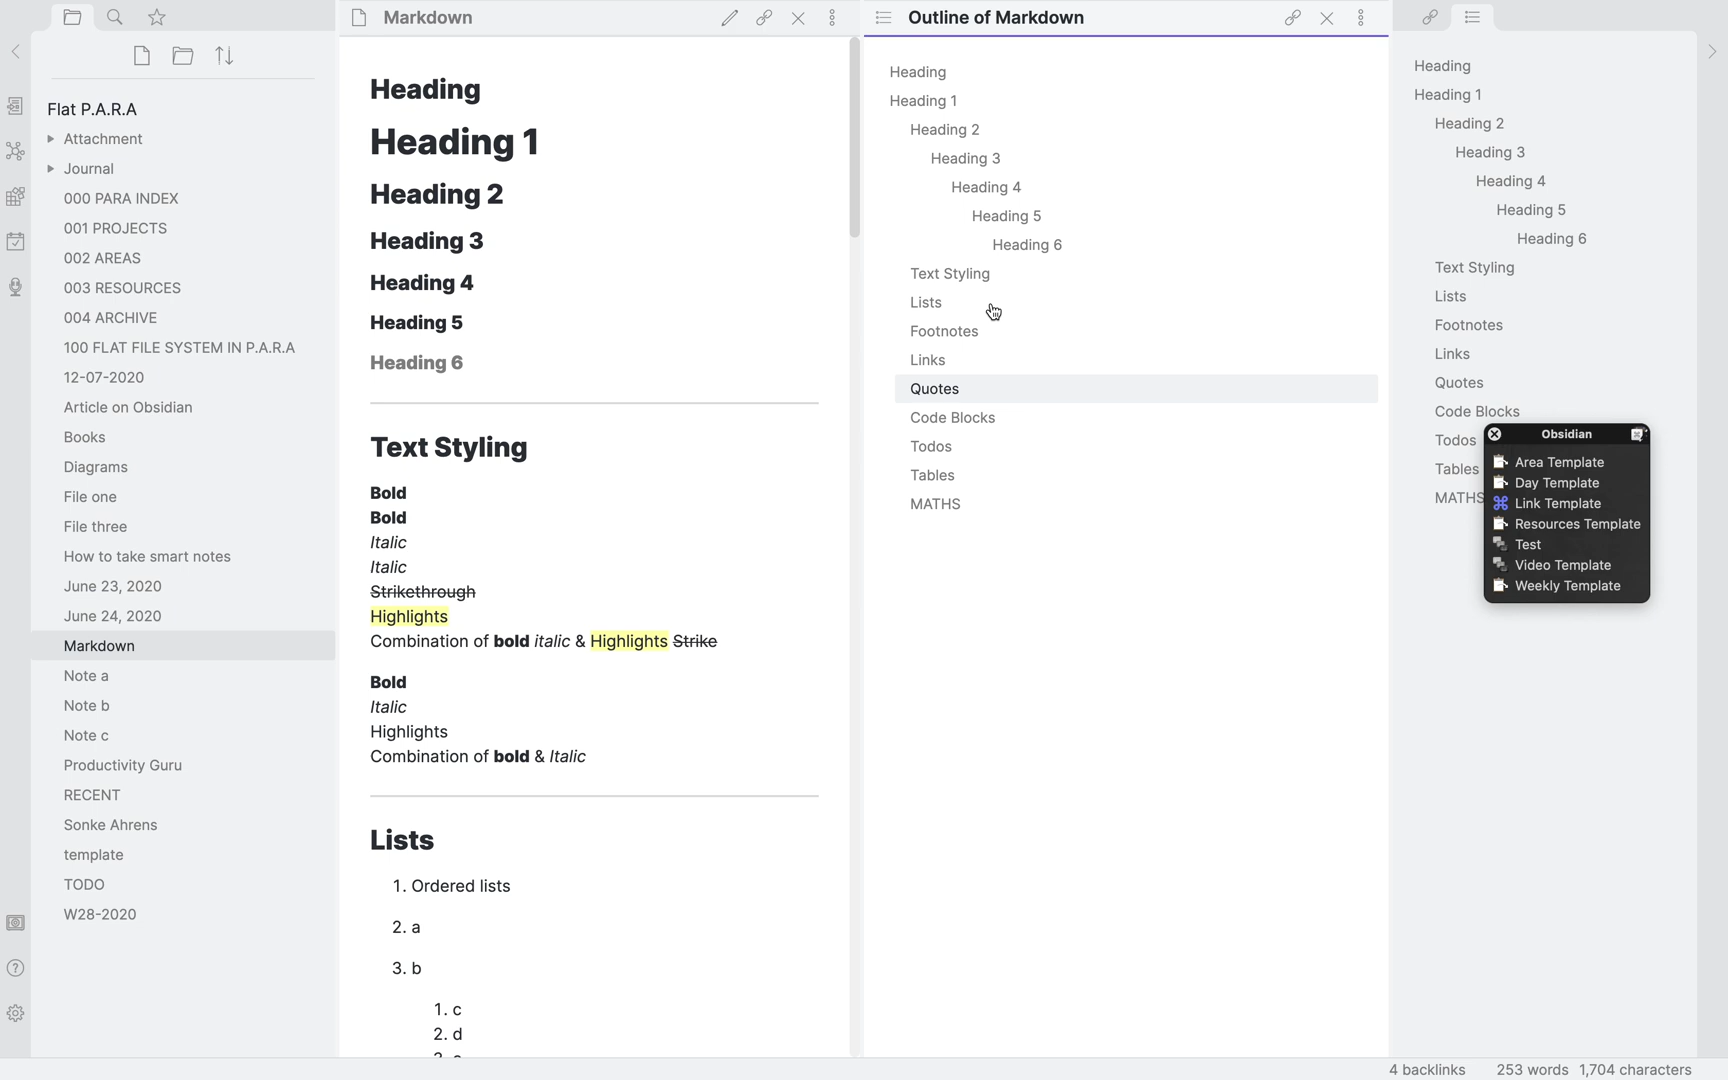 Flat P.A.R.A
Attachment
Journal
000 PARA INDEX
001 PROJECTS
002 AREAS
003 RESOURCES
004 ARCHIVE
100 FLAT FILE SYSTEM IN P.A.R.A
12-07-2020
Article on Obsidian
Books
Diagrams
File one
File three
How to take smart notes
June 23, 2020
June 24, 2020
Markdown
Note a
Note b
Note c
Productivity Guru
RECENT
Sonke Ahrens
template
TODO
W28-2020
Markdown
Heading
Heading 1
Heading 2
Heading 3
Heading 4
Heading 5
Heading 6
Text Styling
Bold
Bold
Italic
Italic
Strikethrough
Highlights
Combination of bold italic & Highlights Strike
Bold
Italic
Highlights
Combination of bold & Italic
Lists
1. Ordered lists
2. a
3. b
1. c
2. d
Outline of Markdown
Heading
Heading 1
Heading 2
Heading 3
Heading 4
Heading 5
Heading 6
Text Styling
Lists
Footnotes
Links
Quotes
Code Blocks
Todos
Tables
MATHS
Heading
Heading 1
Heading 2
Heading 3
Heading 4
Heading 5
Heading 6
Text Styling
Lists
Footnotes
Links
Quotes
Code Blocks
Todos
Tables
MATHS
Obsidian
Area Template
Day Template
Link Template
Resources Template
Test
Video Template
Weekly Template
4 backlinks 253 words 1,704 characters